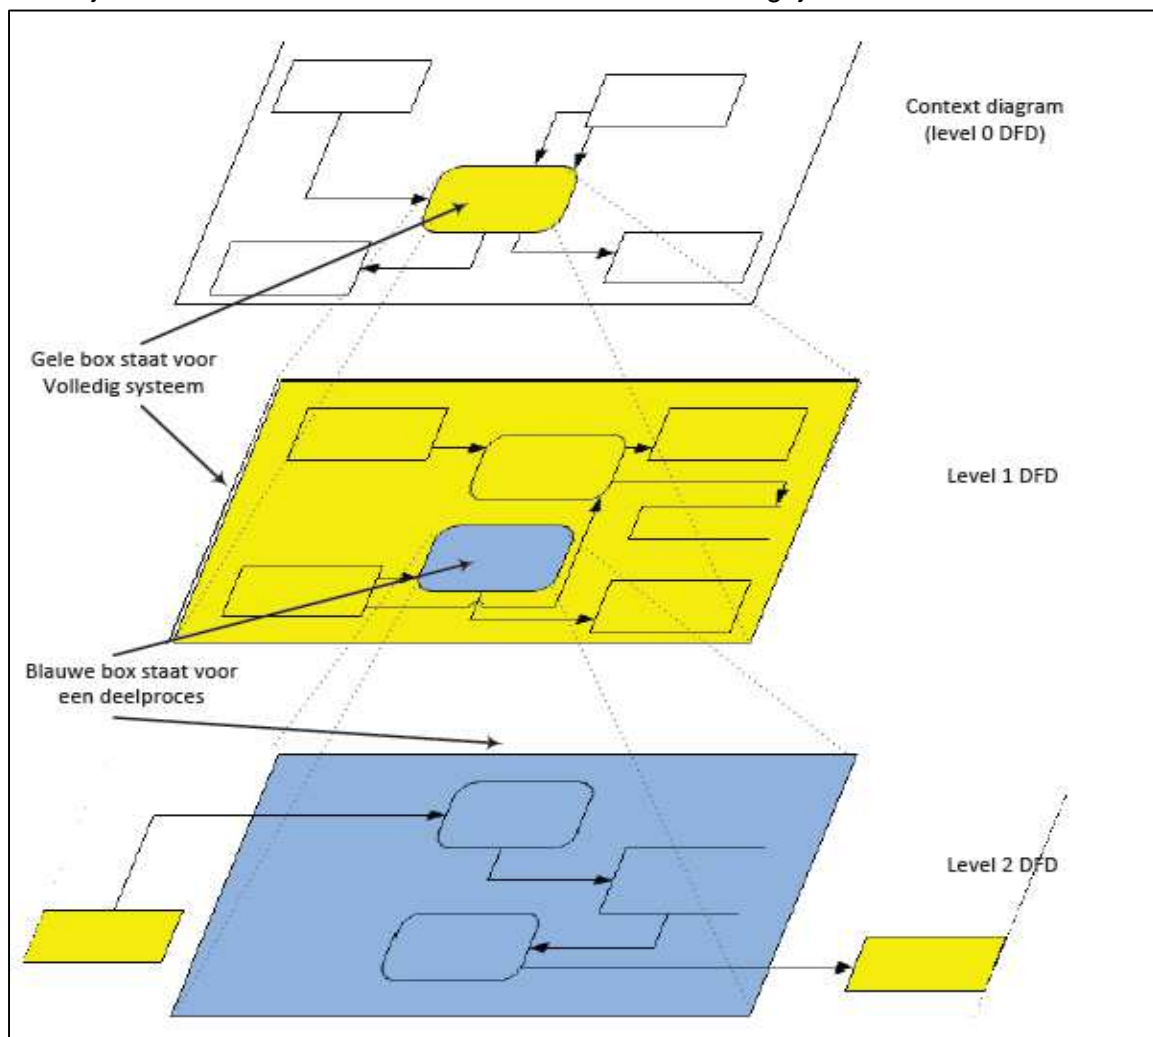 Context diagram
(level 0 DFD)
Gele box staat voor
Volledig systeem
Level 1 DFD
Blauwe box staat voor
een deelproces
Level 2 DFD